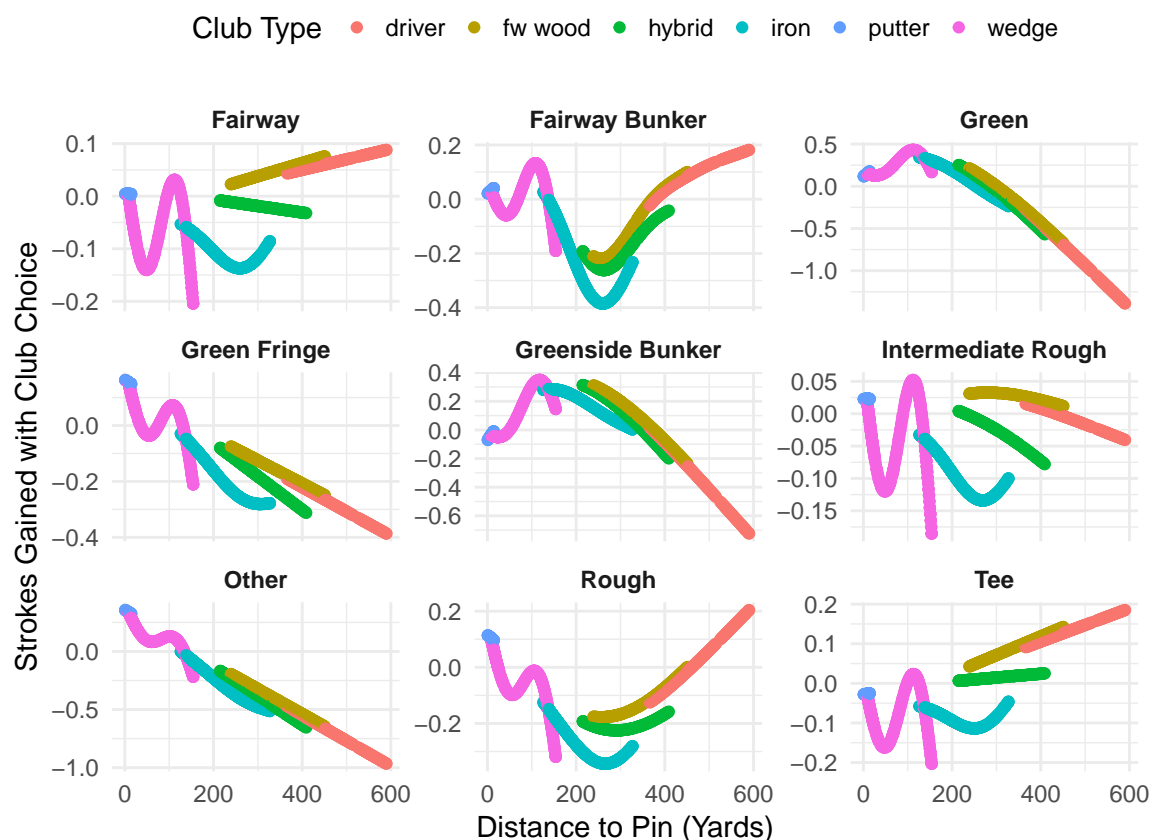 Club Type driver fw wood hybrid iron putter wedge
Strokes Gained with Club Choice
Fairway
0.1
0.0
−0.1
−0.2
Fairway Bunker
0.2
0.0
−0.2
−0.4
Green
0.5
0.0
−0.5
−1.0
Green Fringe
0.0
−0.2
−0.4
Greenside Bunker
0.4
0.2
0.0
−0.2
−0.4
−0.6
Intermediate Rough
0.05
0.00
−0.05
−0.10
−0.15
Other
0.0
−0.5
−1.0
0 200 400 600
Rough
0.2
0.0
−0.2
0 200 400 600
Tee
0.2
0.1
0.0
−0.1
−0.2
0 200 400 600
Distance to Pin (Yards)